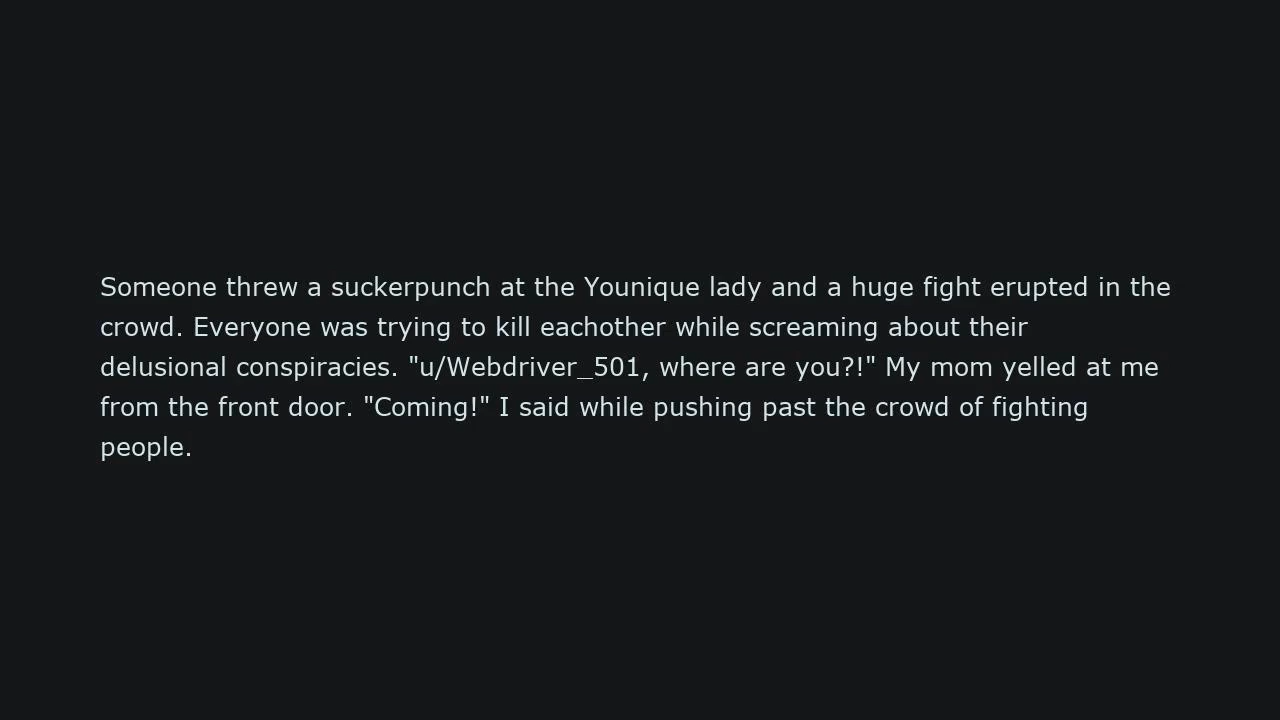 Someone threw a suckerpunch at the Younique lady and a huge fight erupted in the
crowd. Everyone was trying to kill eachother while screaming about their
delusional conspiracies. "u/Webdriver_501, where are you?!" My mom yelled at me
from the front door. "Coming!" I said while pushing past the crowd of fighting
people.